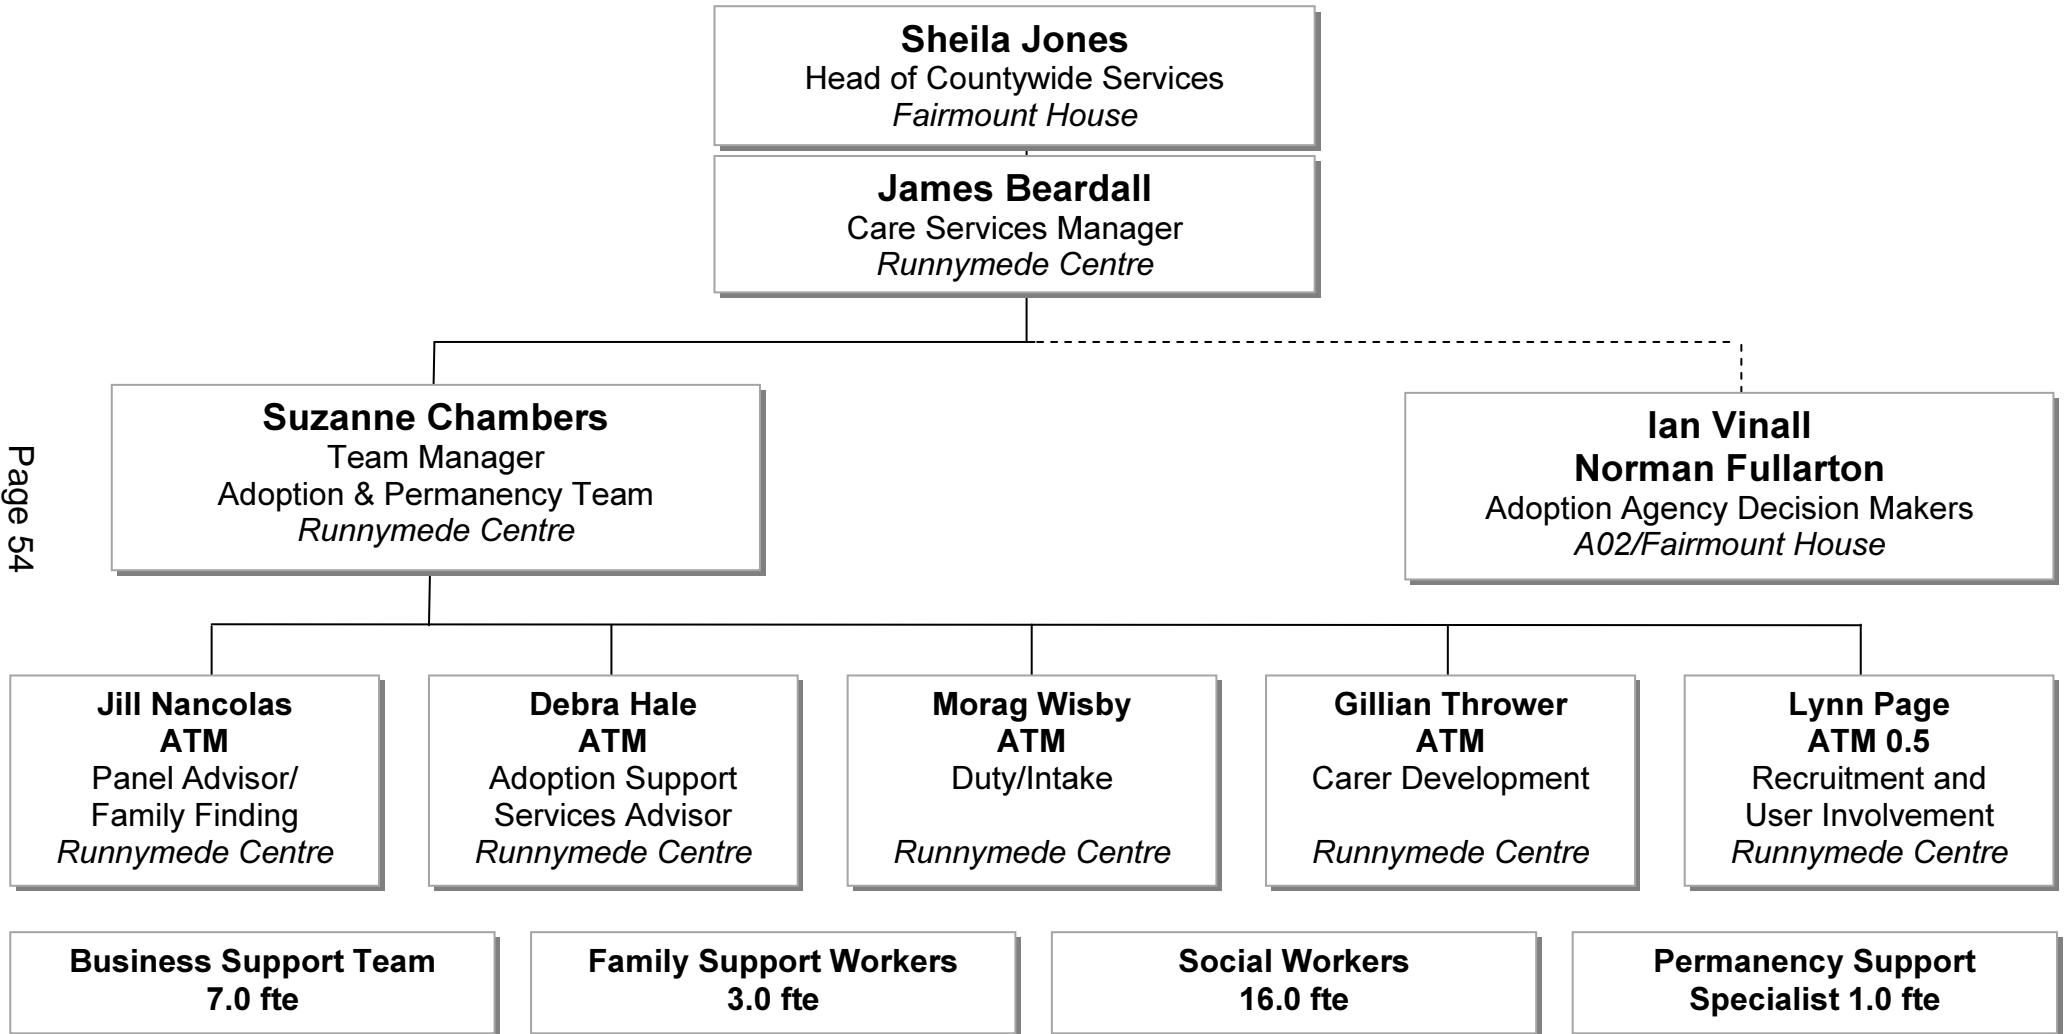 Sheila Jones
Head of Countywide Services
Fairmount House
James Beardall
Care Services Manager
Runnymede Centre
Suzanne Chambers
Team Manager
Adoption & Permanency Team
Runnymede Centre
Ian Vinall
Norman Fullarton
Adoption Agency Decision Makers
A02/Fairmount House
Page 54
Jill Nancolas
ATM
Panel Advisor/
Family Finding
Runnymede Centre
Debra Hale
ATM
Adoption Support
Services Advisor
Runnymede Centre
Morag Wisby
ATM
Duty/Intake
Runnymede Centre
Gillian Thrower
ATM
Carer Development
Runnymede Centre
Lynn Page
ATM 0.5
Recruitment and
User Involvement
Runnymede Centre
Business Support Team
7.0 fte
Family Support Workers
3.0 fte
Social Workers
16.0 fte
Permanency Support
Specialist 1.0 fte